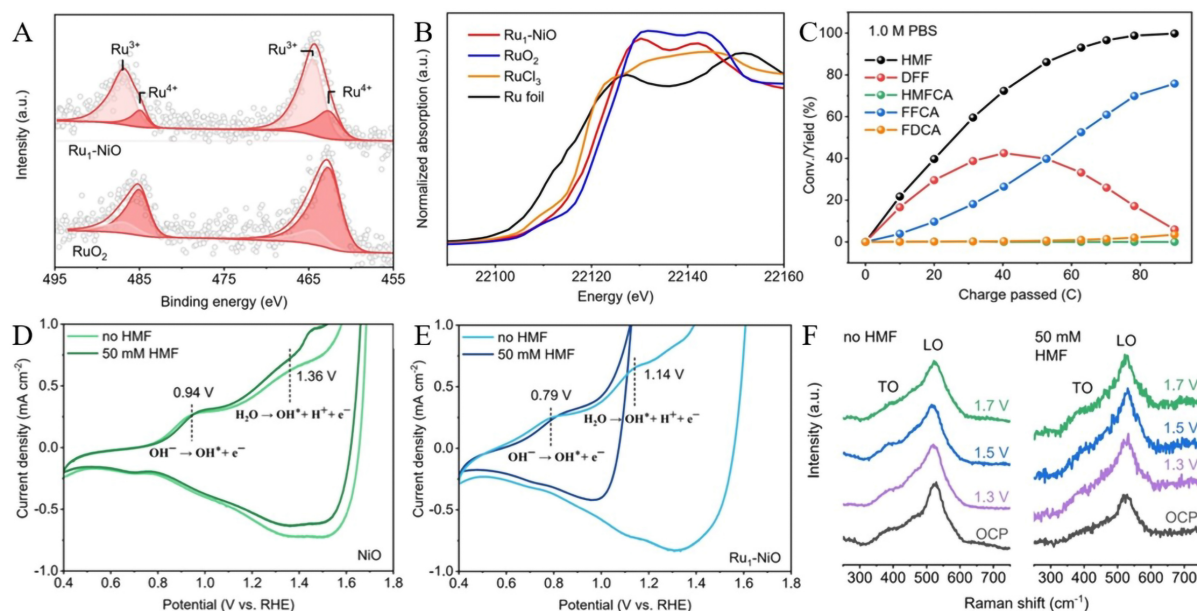 A
Intensity (a.u.)
Ru³⁺
Ru⁴⁺
Ru³⁺
Ru⁴⁺
Ru₁-NiO
RuO₂
495 485 475 465 455
Binding energy (eV)
B
Normalized absorption (a.u.)
Ru₁-NiO
RuO₂
RuCl₃
Ru foil
22100 22120 22140 22160
Energy (eV)
C
1.0 M PBS
Conv./Yield (%)
100
80
60
40
20
0
HMF
DFF
HMFCA
FFCA
FDCA
0 20 40 60 80
Charge passed (C)
D
Current density (mA cm⁻²)
1.0
0.5
0.0
-0.5
-1.0
no HMF
50 mM HMF
0.94 V
1.36 V
H₂O → OH* + H⁺ + e⁻
OH⁻ → OH* + e⁻
NiO
0.4 0.6 0.8 1.0 1.2 1.4 1.6 1.8
Potential (V vs. RHE)
E
Current density (mA cm⁻²)
1.0
0.5
0.0
-0.5
-1.0
no HMF
50 mM HMF
0.79 V
1.14 V
H₂O → OH* + H⁺ + e⁻
OH⁻ → OH* + e⁻
Ru₁-NiO
0.4 0.6 0.8 1.0 1.2 1.4 1.6 1.8
Potential (V vs. RHE)
F
Intensity (a.u.)
no HMF
LO
TO
50 mM
HMF
LO
TO
1.7 V
1.5 V
1.3 V
OCP
1.7 V
1.5 V
1.3 V
OCP
300 400 500 600 700
300 400 500 600 700
Raman shift (cm⁻¹)